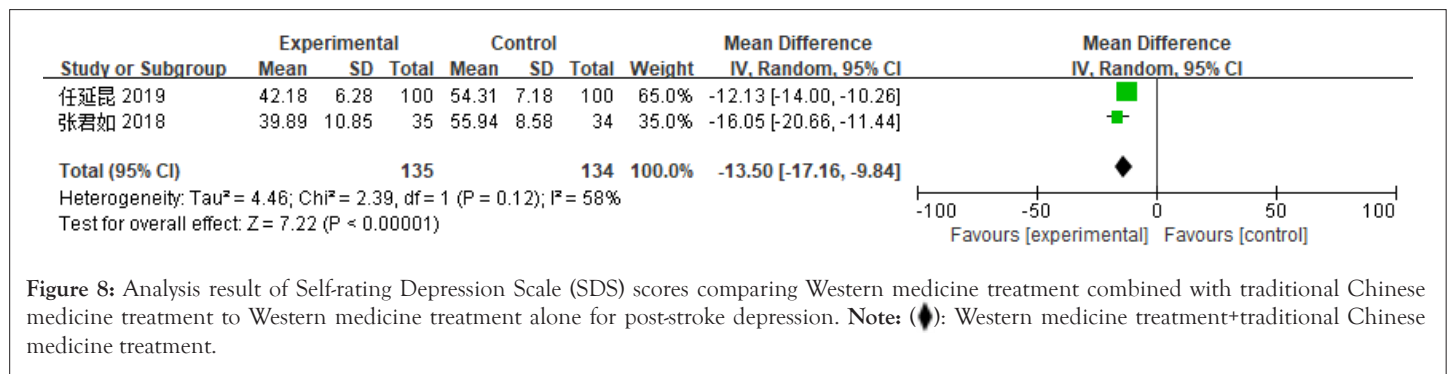 Experimental Control Mean Difference Mean Difference
Study or Subgroup Mean SD Total Mean SD Total Weight IV, Random, 95% CI IV, Random, 95% CI
任延昆 2019 42.18 6.28 100 54.31 7.18 100 65.0% -12.13 [-14.00, -10.26]
张君如 2018 39.89 10.85 35 55.94 8.58 34 35.0% -16.05 [-20.66, -11.44]
Total (95% CI) 135 134 100.0% -13.50 [-17.16, -9.84]
Heterogeneity: Tau² = 4.46; Chi² = 2.39, df = 1 (P = 0.12); I² = 58%
Test for overall effect: Z = 7.22 (P < 0.00001)
-100 -50 0 50 100
Favours [experimental] Favours [control]
Figure 8: Analysis result of Self-rating Depression Scale (SDS) scores comparing Western medicine treatment combined with traditional Chinese
medicine treatment to Western medicine treatment alone for post-stroke depression. Note: (♦): Western medicine treatment+traditional Chinese
medicine treatment.